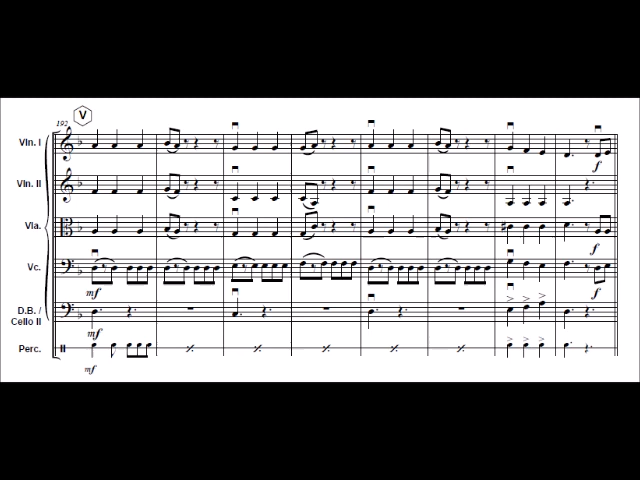 V
192
Vln. I
f
Vln. II
Vla.
f
Vc.
mf
f
D.B. /
Cello II
mf
Perc.
mf